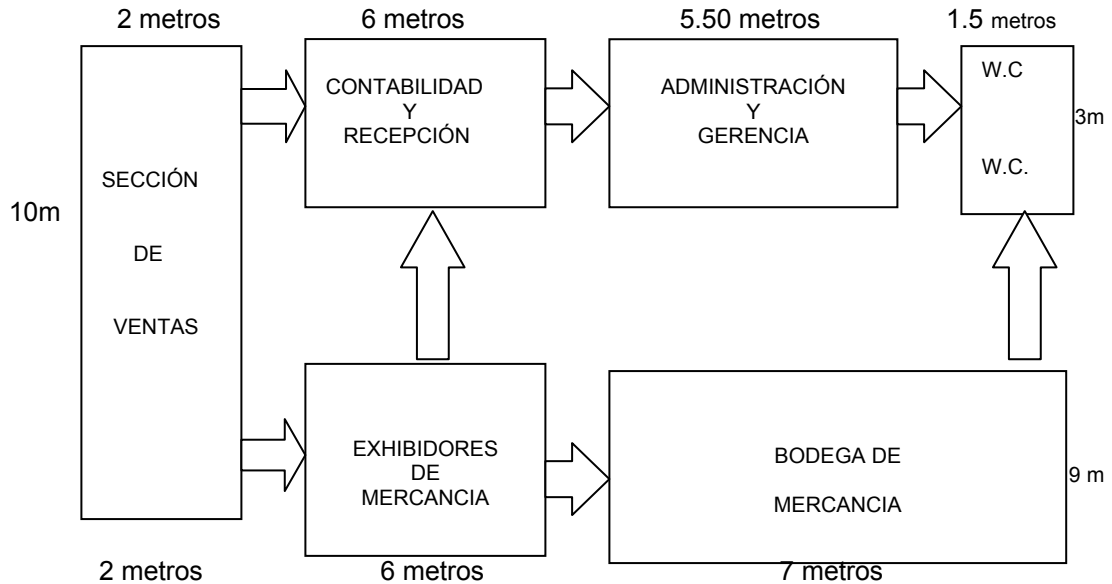 2 metros
6 metros
5.50 metros
1.5 metros
10m
SECCIÓN
DE
VENTAS
CONTABILIDAD
Y
RECEPCIÓN
ADMINISTRACIÓN
Y
GERENCIA
W.C
W.C.
3m
EXHIBIDORES
DE
MERCANCIA
BODEGA DE
MERCANCIA
9 m
2 metros
6 metros
7 metros